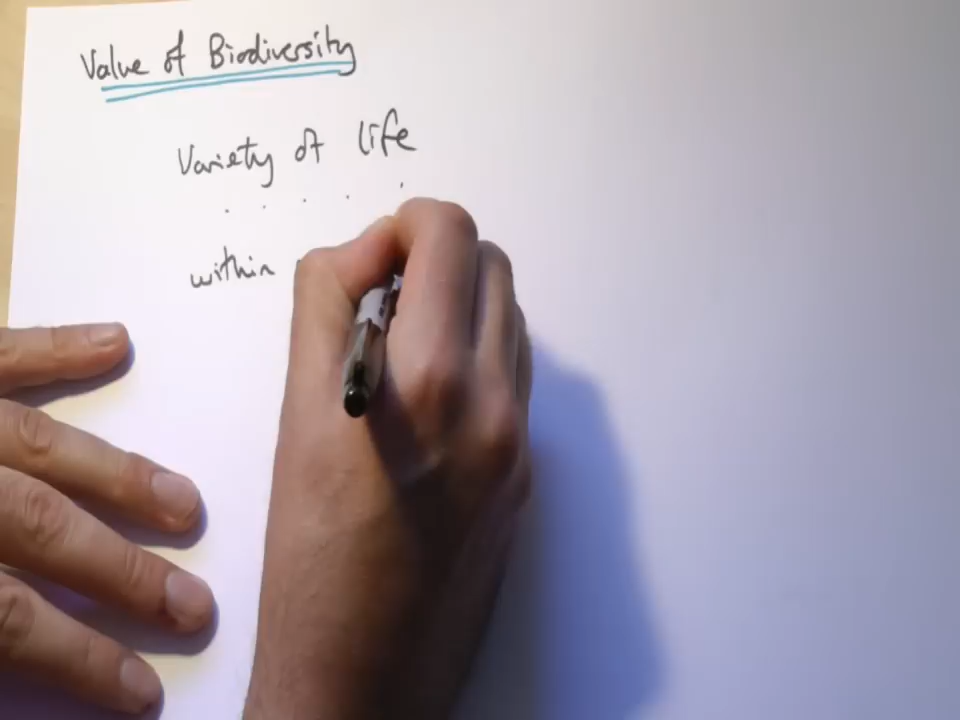 Value of Biodiversity
Variety of life
. . . . .
within